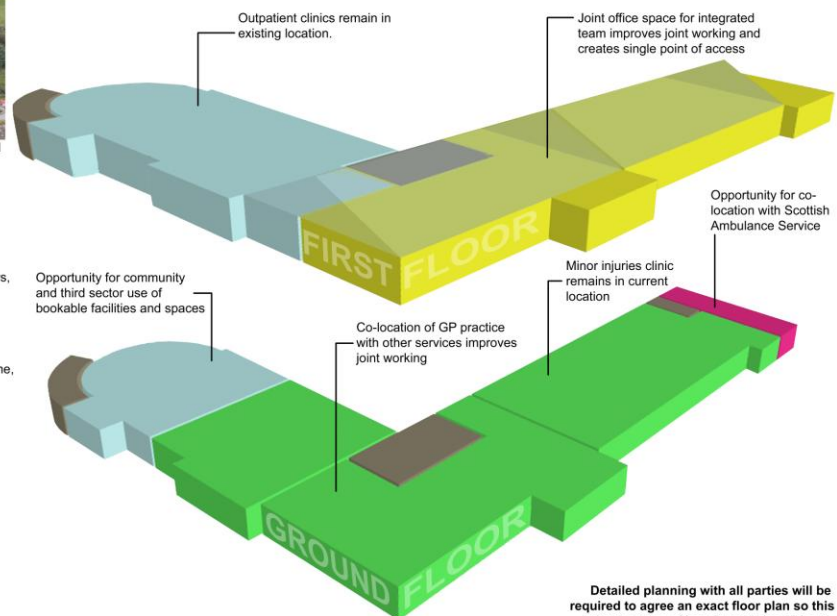 Outpatient clinics remain in
existing location.
Joint office space for integrated
team improves joint working and
creates single point of access
FIRST FLOOR
Opportunity for co-
location with Scottish
Ambulance Service
Minor injuries clinic
remains in current
location
Opportunity for community
and third sector use of
bookable facilities and spaces
Co-location of GP practice
with other services improves
joint working
GROUND FLOOR
Detailed planning with all parties will be
required to agree an exact floor plan so this